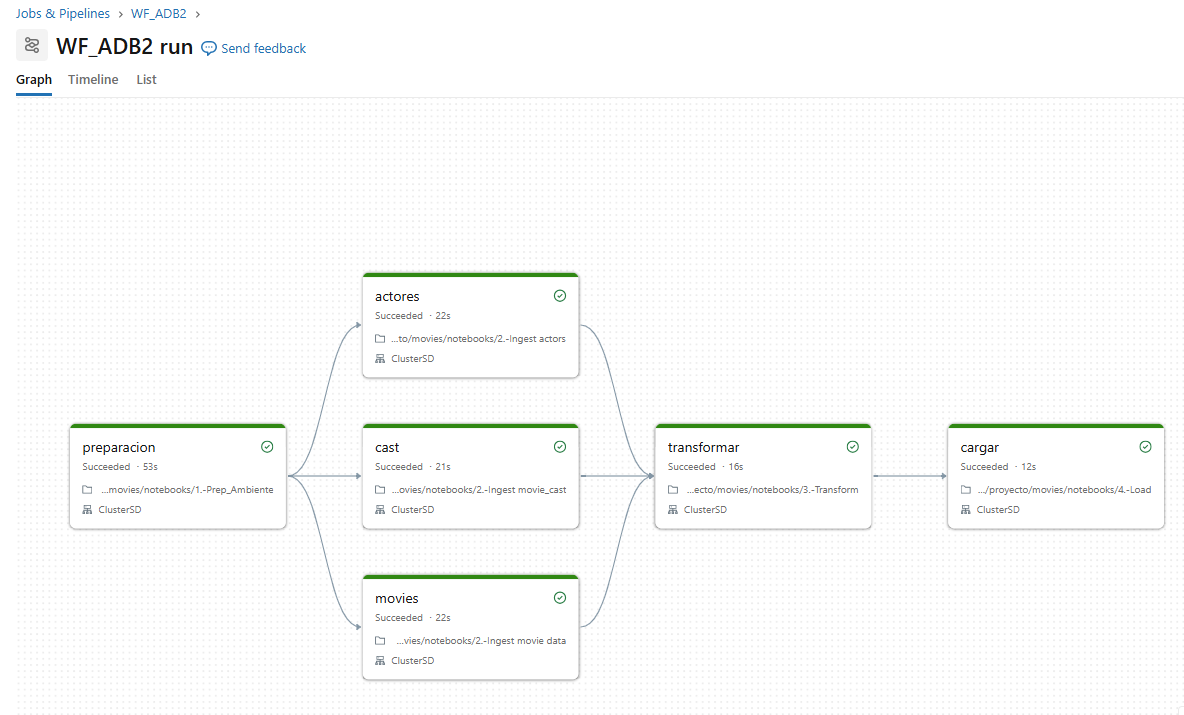 Jobs & Pipelines › WF_ADB2 ›
WF_ADB2 run Send feedback
Graph Timeline List
actores
Succeeded · 22s
...to/movies/notebooks/2.-Ingest actors
ClusterSD
preparacion
Succeeded · 53s
...movies/notebooks/1.-Prep_Ambiente
ClusterSD
cast
Succeeded · 21s
...ovies/notebooks/2.-Ingest movie_cast
ClusterSD
transformar
Succeeded · 16s
...ecto/movies/notebooks/3.-Transform
ClusterSD
cargar
Succeeded · 12s
.../proyecto/movies/notebooks/4.-Load
ClusterSD
movies
Succeeded · 22s
...vies/notebooks/2.-Ingest movie data
ClusterSD